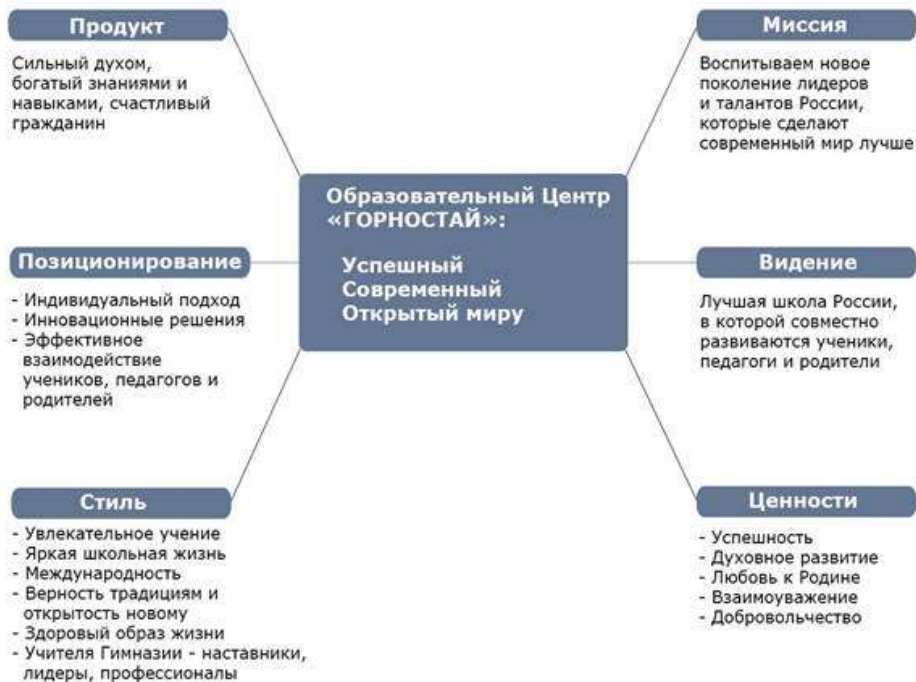 Продукт
Сильный духом,
богатый знаниями и
навыками, счастливый
гражданин
Миссия
Воспитываем новое
поколение лидеров
и талантов России,
которые сделают
современный мир лучше
Образовательный Центр
«ГОРНОСТАЙ»:
Успешный
Современный
Открытый миру
Позиционирование
- Индивидуальный подход
- Инновационные решения
- Эффективное
взаимодействие
учеников, педагогов и
родителей
Видение
Лучшая школа России,
в которой совместно
развиваются ученики,
педагоги и родители
Стиль
- Увлекательное учение
- Яркая школьная жизнь
- Международность
- Верность традициям и
открытость новому
- Здоровый образ жизни
- Учителя Гимназии - наставники,
лидеры, профессионалы
Ценности
- Успешность
- Духовное развитие
- Любовь к Родине
- Взаимоуважение
- Добровольчество